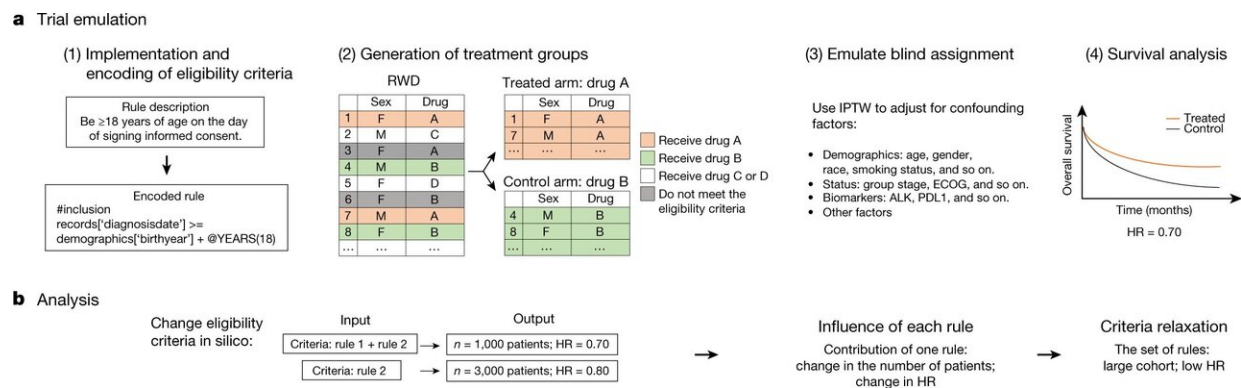 a Trial emulation
(1) Implementation and
encoding of eligibility criteria
Rule description
Be ≥18 years of age on the day
of signing informed consent.
Encoded rule
#inclusion
records['diagnosisdate'] >=
demographics['birthyear'] + @YEARS(18)
(2) Generation of treatment groups
RWD
Sex Drug
1 F A
2 M C
3 F A
4 M B
5 F D
6 F B
7 M A
8 F B
... ... ...
Treated arm: drug A
Sex Drug
1 F A
7 M A
... ... ...
Control arm: drug B
Sex Drug
4 M B
8 F B
... ... ...
Receive drug A
Receive drug B
Receive drug C or D
Do not meet the
eligibility criteria
(3) Emulate blind assignment
Use IPTW to adjust for confounding
factors:
• Demographics: age, gender,
race, smoking status, and so on.
• Status: group stage, ECOG, and so on.
• Biomarkers: ALK, PDL1, and so on.
• Other factors
(4) Survival analysis
Treated
Control
Overall survival
Time (months)
HR = 0.70
b Analysis
Change eligibility
criteria in silico:
Input
Criteria: rule 1 + rule 2
Criteria: rule 2
Output
n = 1,000 patients; HR = 0.70
n = 3,000 patients; HR = 0.80
Influence of each rule
Contribution of one rule:
change in the number of patients;
change in HR
Criteria relaxation
The set of rules:
large cohort; low HR